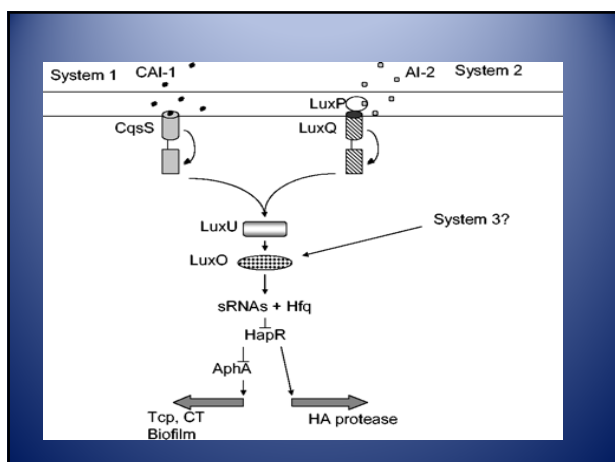 System 1 CAI-1 AI-2 System 2
LuxP
CqsS LuxQ
System 3?
LuxU
LuxO
sRNAs + Hfq
HapR
AphA
Tcp, CT HA protease
Biofilm